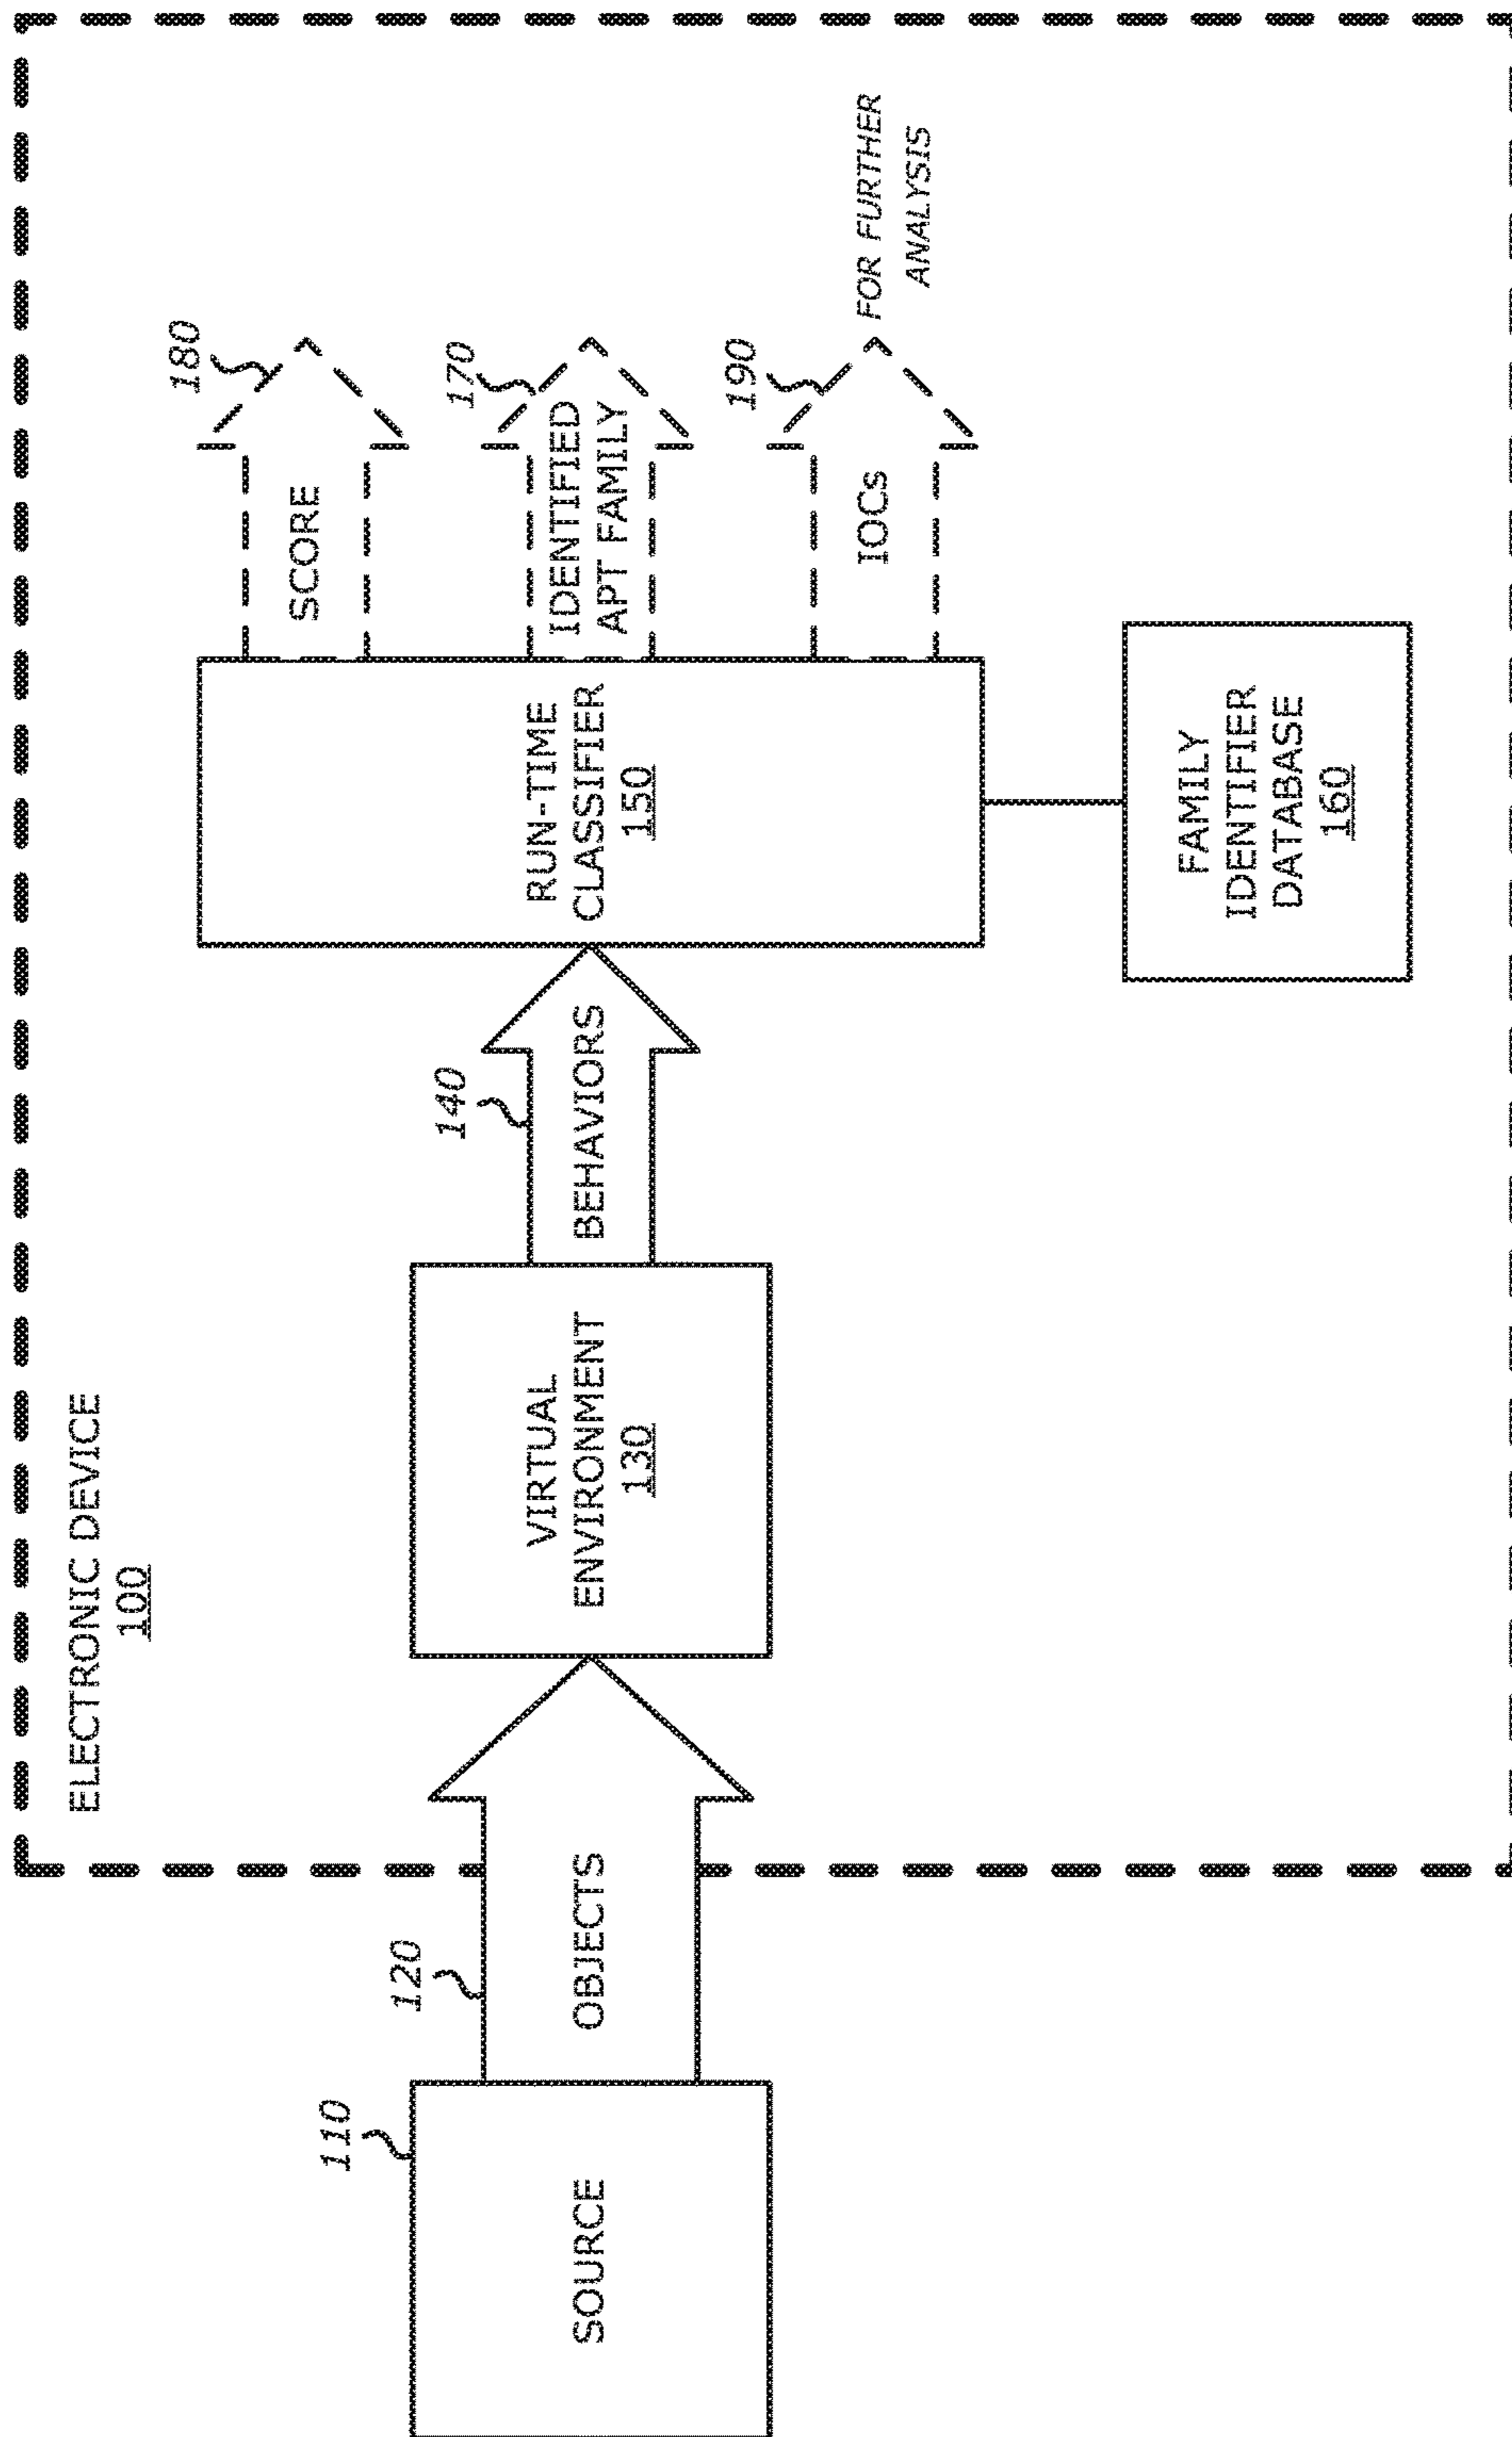 ELECTRONIC DEVICE
100
110
SOURCE
120
OBJECTS
VIRTUAL
ENVIRONMENT
130
140
BEHAVIORS
RUN-TIME
CLASSIFIER
150
FAMILY
IDENTIFIER
DATABASE
160
180
SCORE
170
IDENTIFIED
APT FAMILY
190
IOCs
FOR FURTHER
ANALYSIS